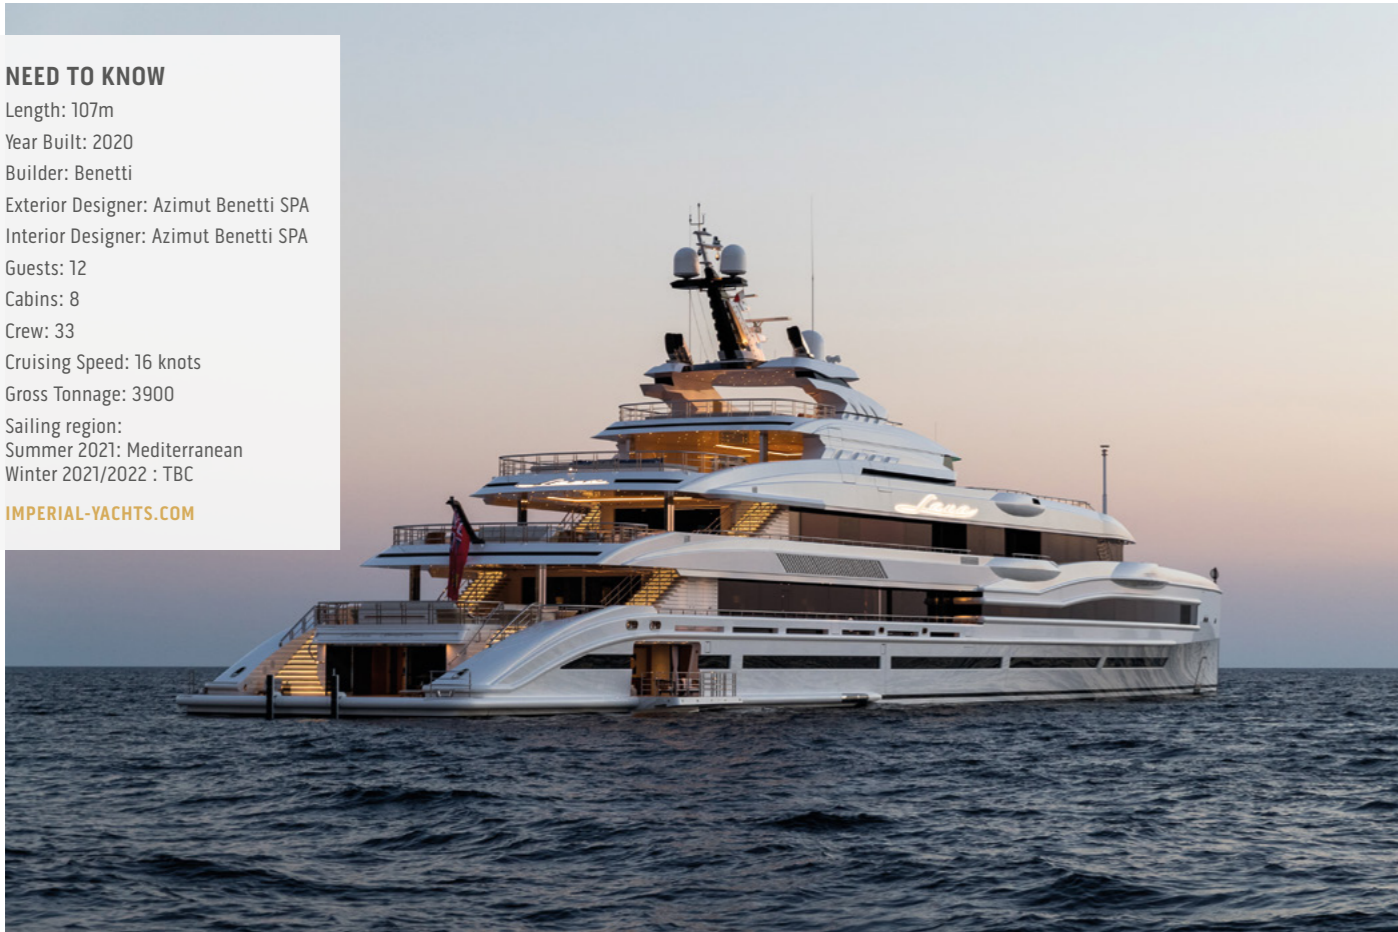 NEED TO KNOW
Length: 107m
Year Built: 2020
Builder: Benetti
Exterior Designer: Azimut Benetti SPA
Interior Designer: Azimut Benetti SPA
Guests: 12
Cabins: 8
Crew: 33
Cruising Speed: 16 knots
Gross Tonnage: 3900
Sailing region:
Summer 2021: Mediterranean
Winter 2021/2022 : TBC
IMPERIAL-YACHTS.COM
Lana